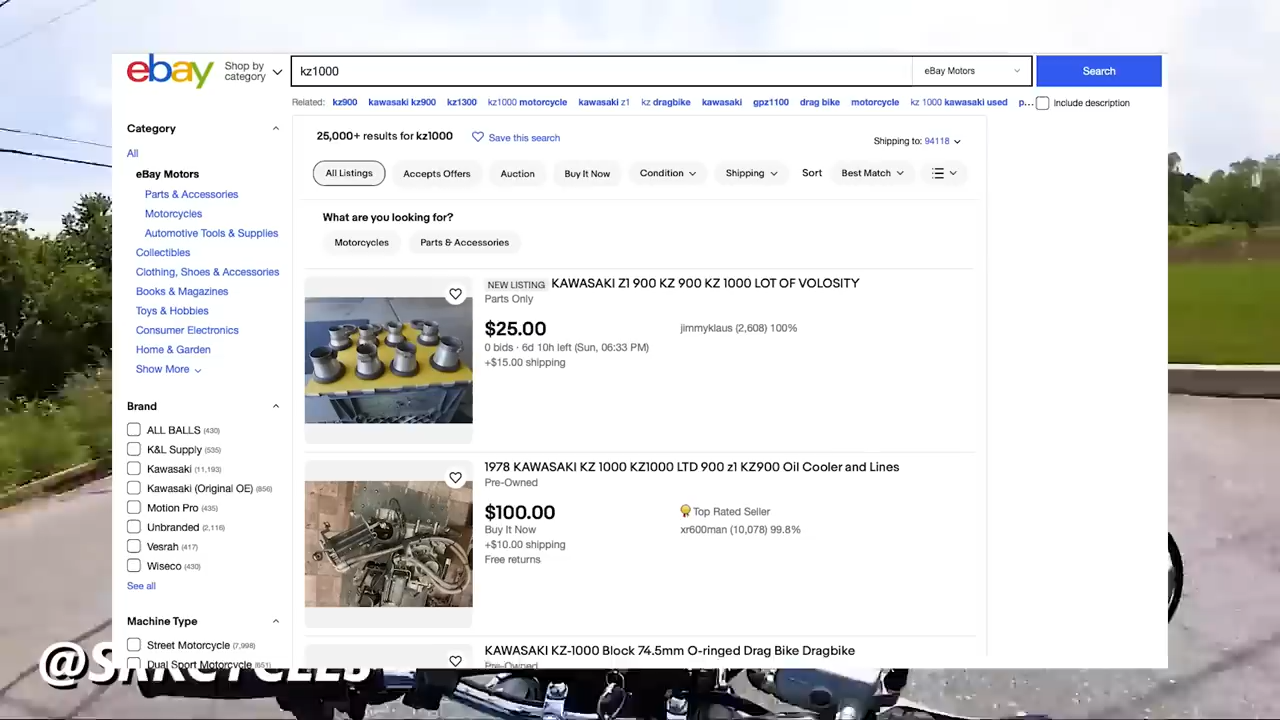 ebay
Shop by
category
kz1000
eBay Motors
Search
Related: kz900 kawasaki kz900 kz1300 kz1000 motorcycle kawasaki z1 kz dragbike kawasaki gpz1100 drag bike motorcycle kz 1000 kawasaki used p...
Include description
Category
All
eBay Motors
Parts & Accessories
Motorcycles
Automotive Tools & Supplies
Collectibles
Clothing, Shoes & Accessories
Books & Magazines
Toys & Hobbies
Consumer Electronics
Home & Garden
Show More
Brand
ALL BALLS (430)
K&L Supply (535)
Kawasaki (11,193)
Kawasaki (Original OE) (856)
Motion Pro (435)
Unbranded (2,116)
Vesrah (417)
Wiseco (430)
See all
Machine Type
Street Motorcycle (7,998)
Dual Sport Motorcycle (651)
25,000+ results for kz1000
Save this search
Shipping to: 94118
All Listings Accepts Offers Auction Buy It Now Condition Shipping Sort Best Match
What are you looking for?
Motorcycles Parts & Accessories
NEW LISTING KAWASAKI Z1 900 KZ 900 KZ 1000 LOT OF VOLOSITY
Parts Only
$25.00
jimmyklaus (2,608) 100%
0 bids · 6d 10h left (Sun, 06:33 PM)
+$15.00 shipping
1978 KAWASAKI KZ 1000 KZ1000 LTD 900 z1 KZ900 Oil Cooler and Lines
Pre-Owned
$100.00
Top Rated Seller
Buy It Now
xr600man (10,078) 99.8%
+$10.00 shipping
Free returns
KAWASAKI KZ-1000 Block 74.5mm O-ringed Drag Bike Dragbike
Pre-Owned
@SRKCYCLES